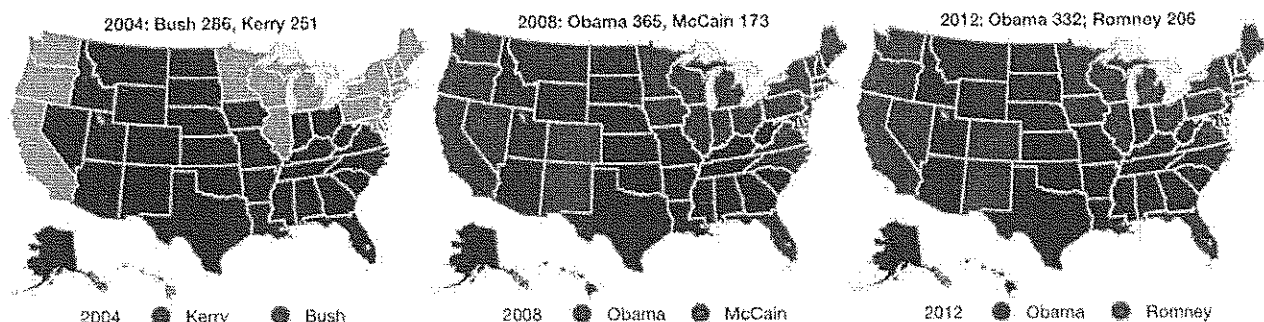 2004: Bush 286, Kerry 251
2008: Obama 365, McCain 173
2012: Obama 332; Romney 206
2004 Kerry Bush
2008 Obama McCain
2012 Obama Romney